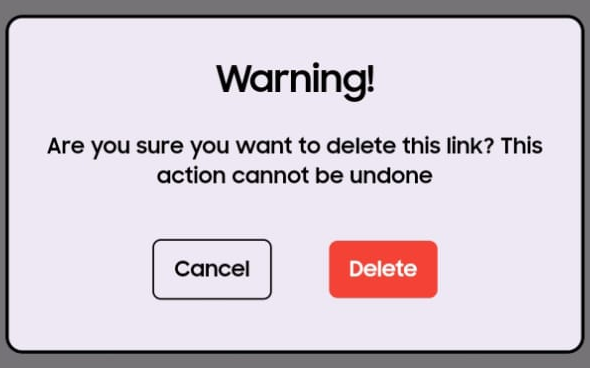 Warning!
Are you sure you want to delete this link? This
action cannot be undone
Cancel
Delete